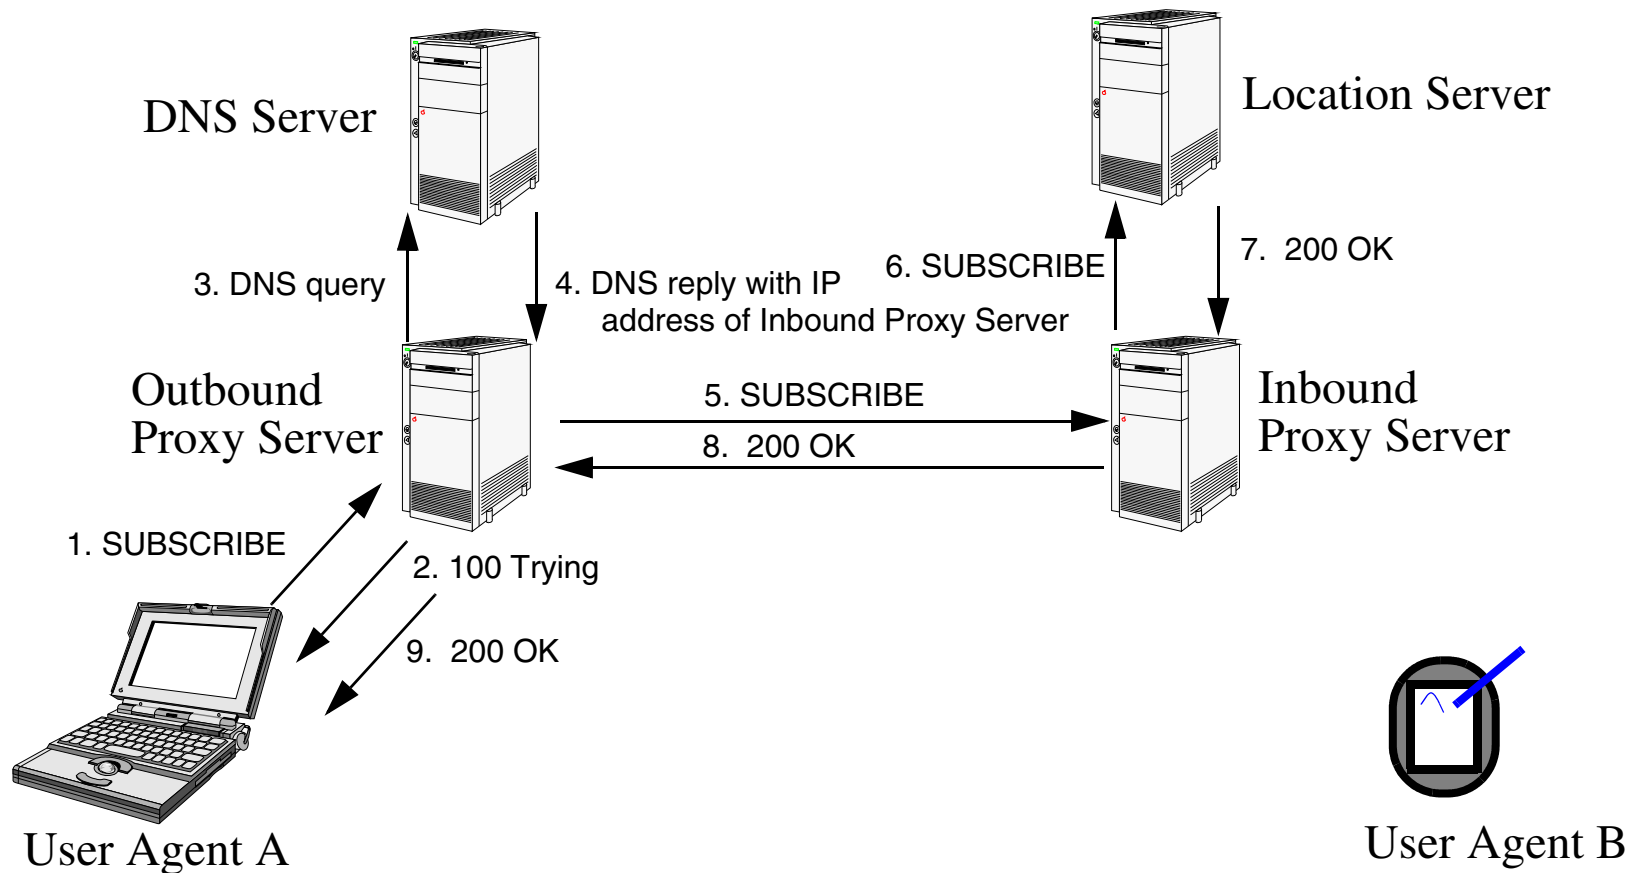 DNS Server
Location Server
3. DNS query
4. DNS reply with IP
address of Inbound Proxy Server
6. SUBSCRIBE
7. 200 OK
Outbound
Proxy Server
5. SUBSCRIBE
8. 200 OK
Inbound
Proxy Server
1. SUBSCRIBE
2. 100 Trying
9. 200 OK
User Agent A
User Agent B